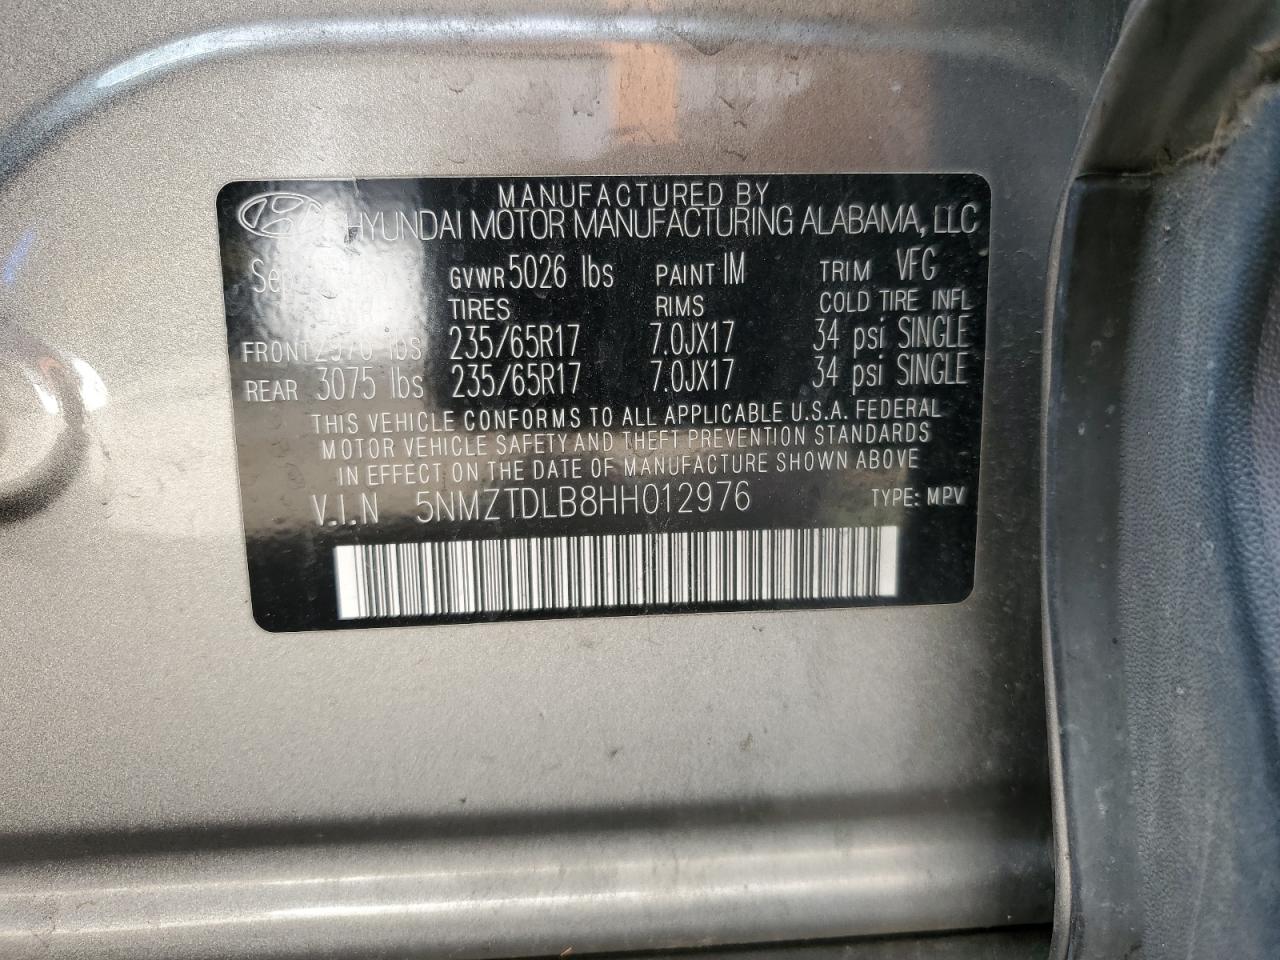 MANUFACTURED BY
HYUNDAI MOTOR MANUFACTURING ALABAMA, LLC
GVWR 5026 lbs PAINT IM TRIM VFG
TIRES RIMS COLD TIRE INFL
FRONT lbs 235/65R17 7.0JX17 34 psi SINGLE
REAR 3075 lbs 235/65R17 7.0JX17 34 psi SINGLE
THIS VEHICLE CONFORMS TO ALL APPLICABLE U.S.A. FEDERAL
MOTOR VEHICLE SAFETY AND THEFT PREVENTION STANDARDS
IN EFFECT ON THE DATE OF MANUFACTURE SHOWN ABOVE
V.I.N 5NMZTDLB8HH012976 TYPE: MPV